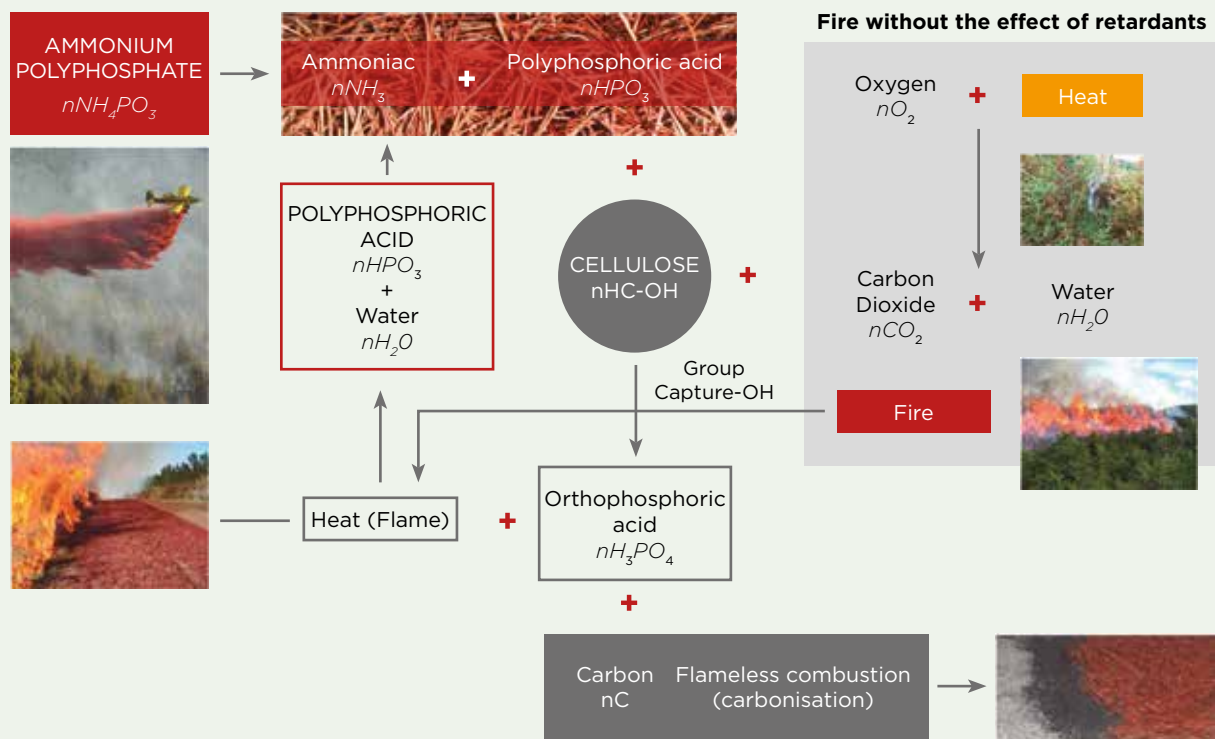 Fire without the effect of retardants
AMMONIUM
POLYPHOSPHATE
nNH₄PO₃
Ammoniac
nNH₃
+
Polyphosphoric acid
nHPO₃
Oxygen
nO₂
+
Heat
+
POLYPHOSPHORIC
ACID
nHPO₃
+
Water
nH₂O
CELLULOSE
nHC-OH
+
Carbon
Dioxide
nCO₂
+
Water
nH₂O
Group
Capture-OH
Fire
Heat (Flame)
+
Orthophosphoric
acid
nH₃PO₄
+
Carbon
nC
Flameless combustion
(carbonisation)